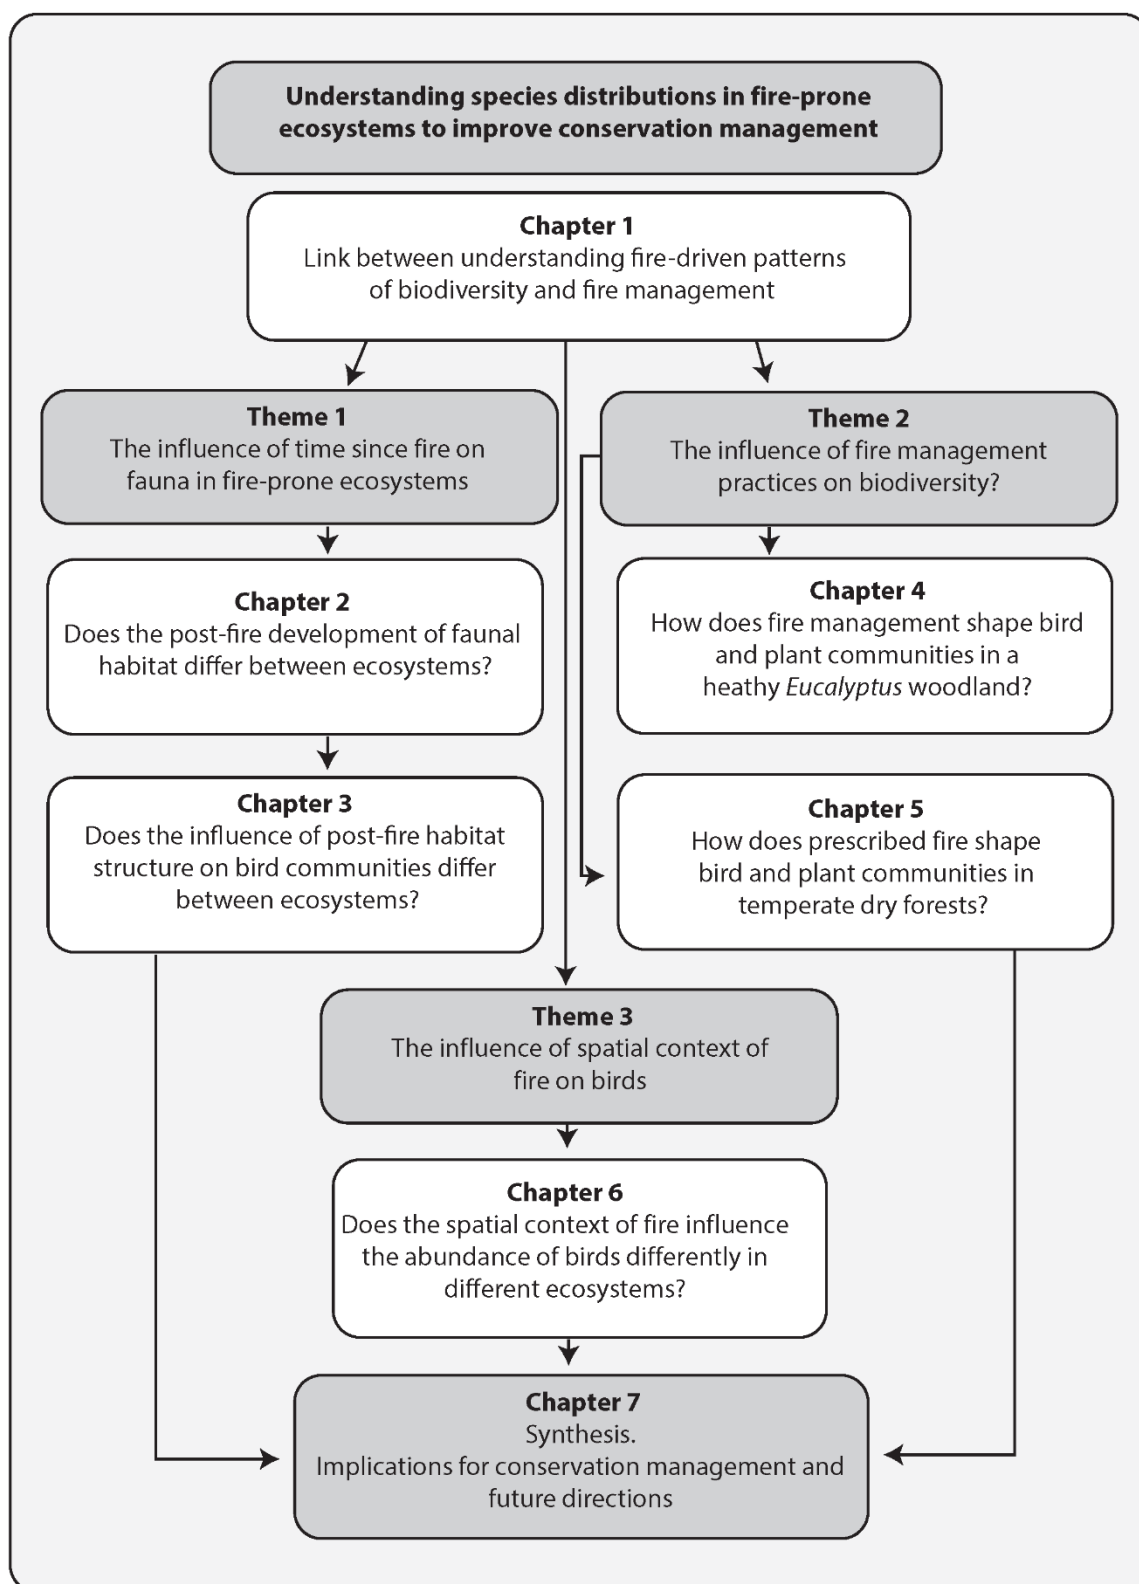 Understanding species distributions in fire-prone
ecosystems to improve conservation management
Chapter 1
Link between understanding fire-driven patterns
of biodiversity and fire management
Theme 1
The influence of time since fire on
fauna in fire-prone ecosystems
Theme 2
The influence of fire management
practices on biodiversity?
Chapter 2
Does the post-fire development of faunal
habitat differ between ecosystems?
Chapter 4
How does fire management shape bird
and plant communities in a
heathy Eucalyptus woodland?
Chapter 3
Does the influence of post-fire habitat
structure on bird communities differ
between ecosystems?
Chapter 5
How does prescribed fire shape
bird and plant communities in
temperate dry forests?
Theme 3
The influence of spatial context of
fire on birds
Chapter 6
Does the spatial context of fire influence
the abundance of birds differently in
different ecosystems?
Chapter 7
Synthesis.
Implications for conservation management and
future directions